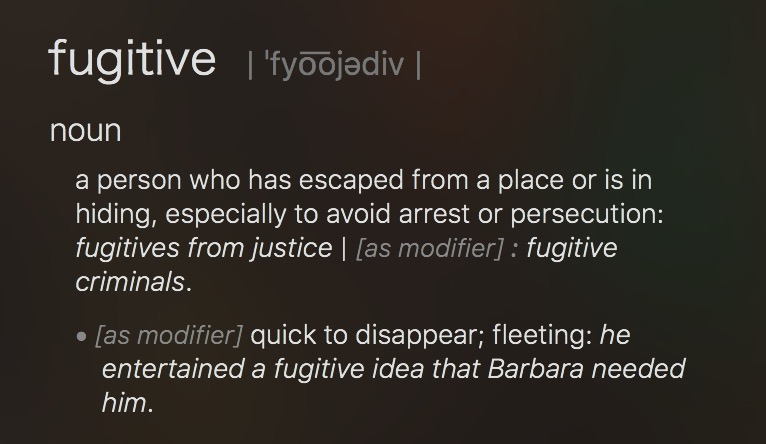 fugitive | ˈfyo͞ojədiv |
noun
a person who has escaped from a place or is in
hiding, especially to avoid arrest or persecution:
fugitives from justice | [as modifier] : fugitive
criminals.
• [as modifier] quick to disappear; fleeting: he
entertained a fugitive idea that Barbara needed
him.